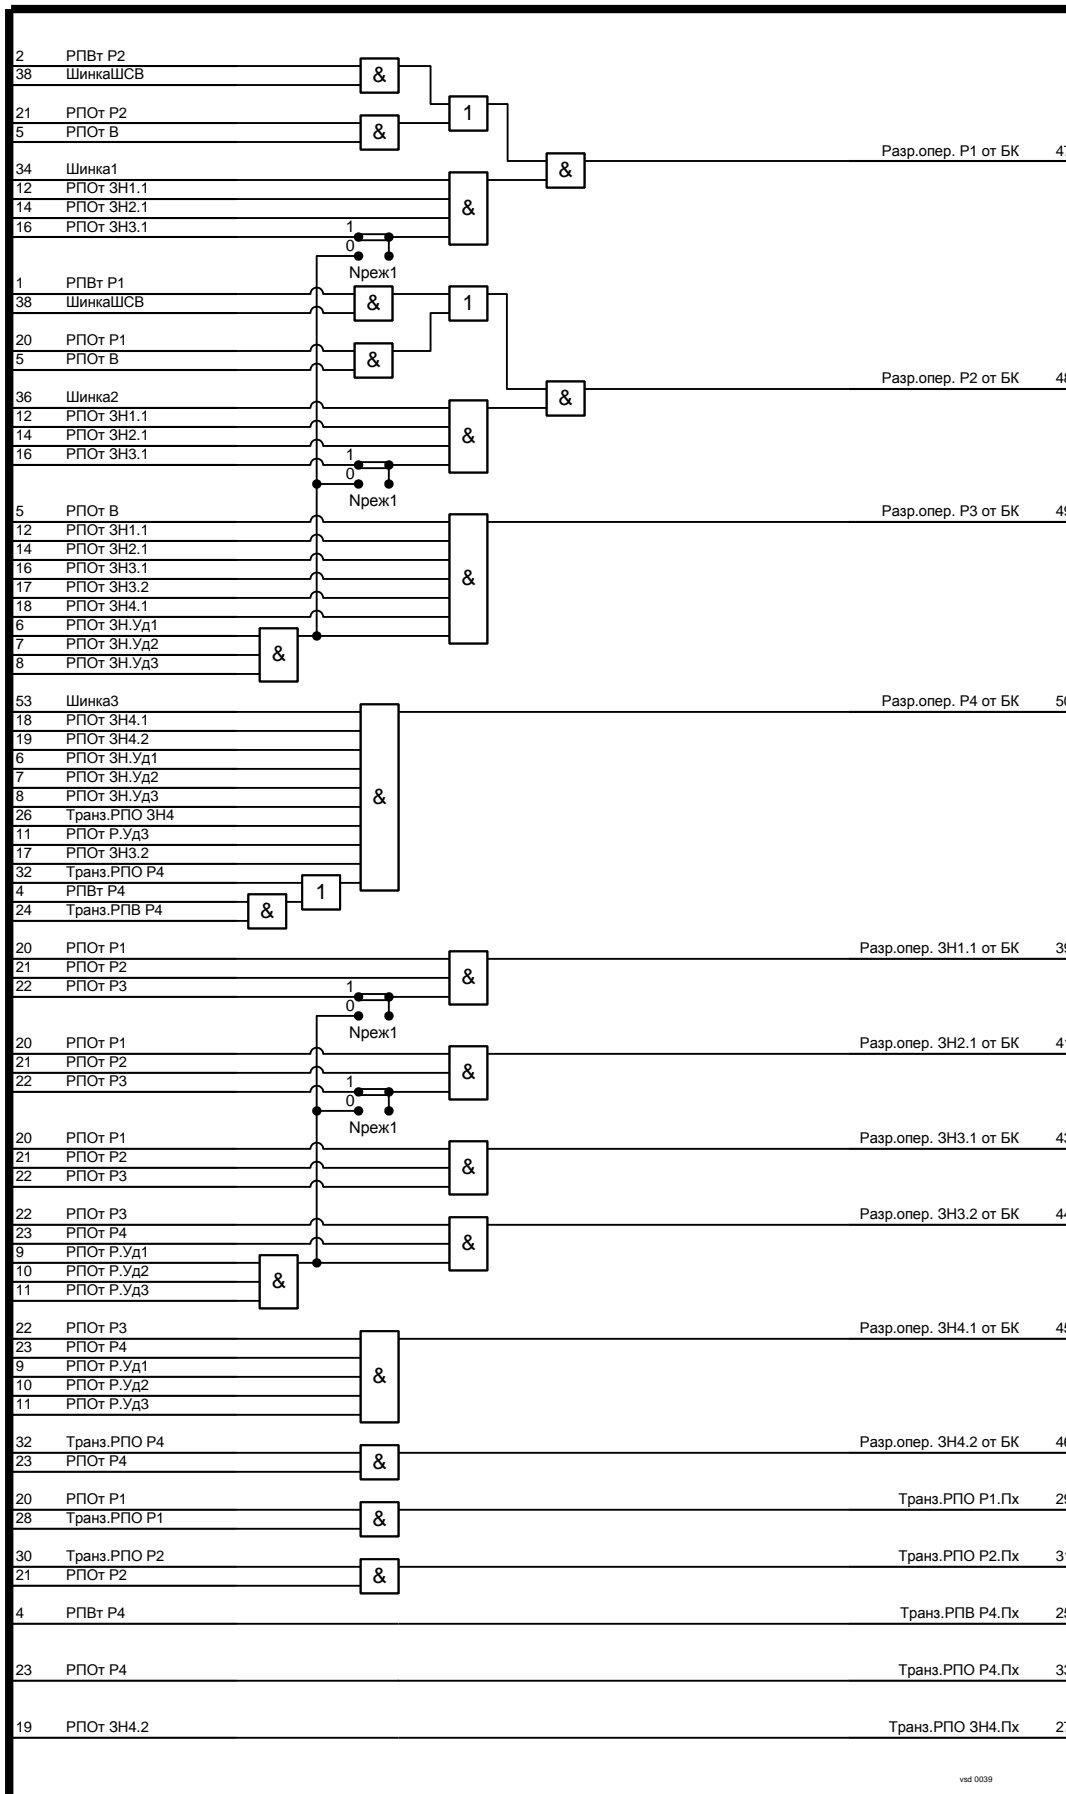 2 РПВт Р2
38 ШинкаШСВ
&
21 РПОт Р2
1
5 РПОт В
&
Разр.опер. Р1 от БК 47
34 Шинка1
&
12 РПОт ЗН1.1
14 РПОт ЗН2.1
&
16 РПОт ЗН3.1
1
0
Nреж1
1 РПВт Р1
38 ШинкаШСВ
&
1
20 РПОт Р1
5 РПОт В
&
Разр.опер. Р2 от БК 48
36 Шинка2
&
12 РПОт ЗН1.1
14 РПОт ЗН2.1
&
16 РПОт ЗН3.1
1
0
Nреж1
5 РПОт В
Разр.опер. Р3 от БК 49
12 РПОт ЗН1.1
14 РПОт ЗН2.1
16 РПОт ЗН3.1
&
17 РПОт ЗН3.2
18 РПОт ЗН4.1
6 РПОт ЗН.Уд1
7 РПОт ЗН.Уд2
&
8 РПОт ЗН.Уд3
53 Шинка3
Разр.опер. Р4 от БК 50
18 РПОт ЗН4.1
19 РПОт ЗН4.2
6 РПОт ЗН.Уд1
7 РПОт ЗН.Уд2
8 РПОт ЗН.Уд3
&
26 Транз.РПО ЗН4
11 РПОт Р.Уд3
17 РПОт ЗН3.2
32 Транз.РПО Р4
4 РПВт Р4
1
24 Транз.РПВ Р4
&
20 РПОт Р1
Разр.опер. ЗН1.1 от БК 39
21 РПОт Р2
&
22 РПОт Р3
1
0
Nреж1
20 РПОт Р1
Разр.опер. ЗН2.1 от БК 41
21 РПОт Р2
&
22 РПОт Р3
1
0
Nреж1
20 РПОт Р1
Разр.опер. ЗН3.1 от БК 43
21 РПОт Р2
&
22 РПОт Р3
22 РПОт Р3
Разр.опер. ЗН3.2 от БК 44
23 РПОт Р4
&
9 РПОт Р.Уд1
10 РПОт Р.Уд2
&
11 РПОт Р.Уд3
22 РПОт Р3
Разр.опер. ЗН4.1 от БК 45
23 РПОт Р4
9 РПОт Р.Уд1
&
10 РПОт Р.Уд2
11 РПОт Р.Уд3
32 Транз.РПО Р4
Разр.опер. ЗН4.2 от БК 46
23 РПОт Р4
&
20 РПОт Р1
Транз.РПО Р1.Пх 29
28 Транз.РПО Р1
&
30 Транз.РПО Р2
Транз.РПО Р2.Пх 31
21 РПОт Р2
&
4 РПВт Р4
Транз.РПВ Р4.Пх 25
23 РПОт Р4
Транз.РПО Р4.Пх 33
19 РПОт ЗН4.2
Транз.РПО ЗН4.Пх 27
vsd 0039